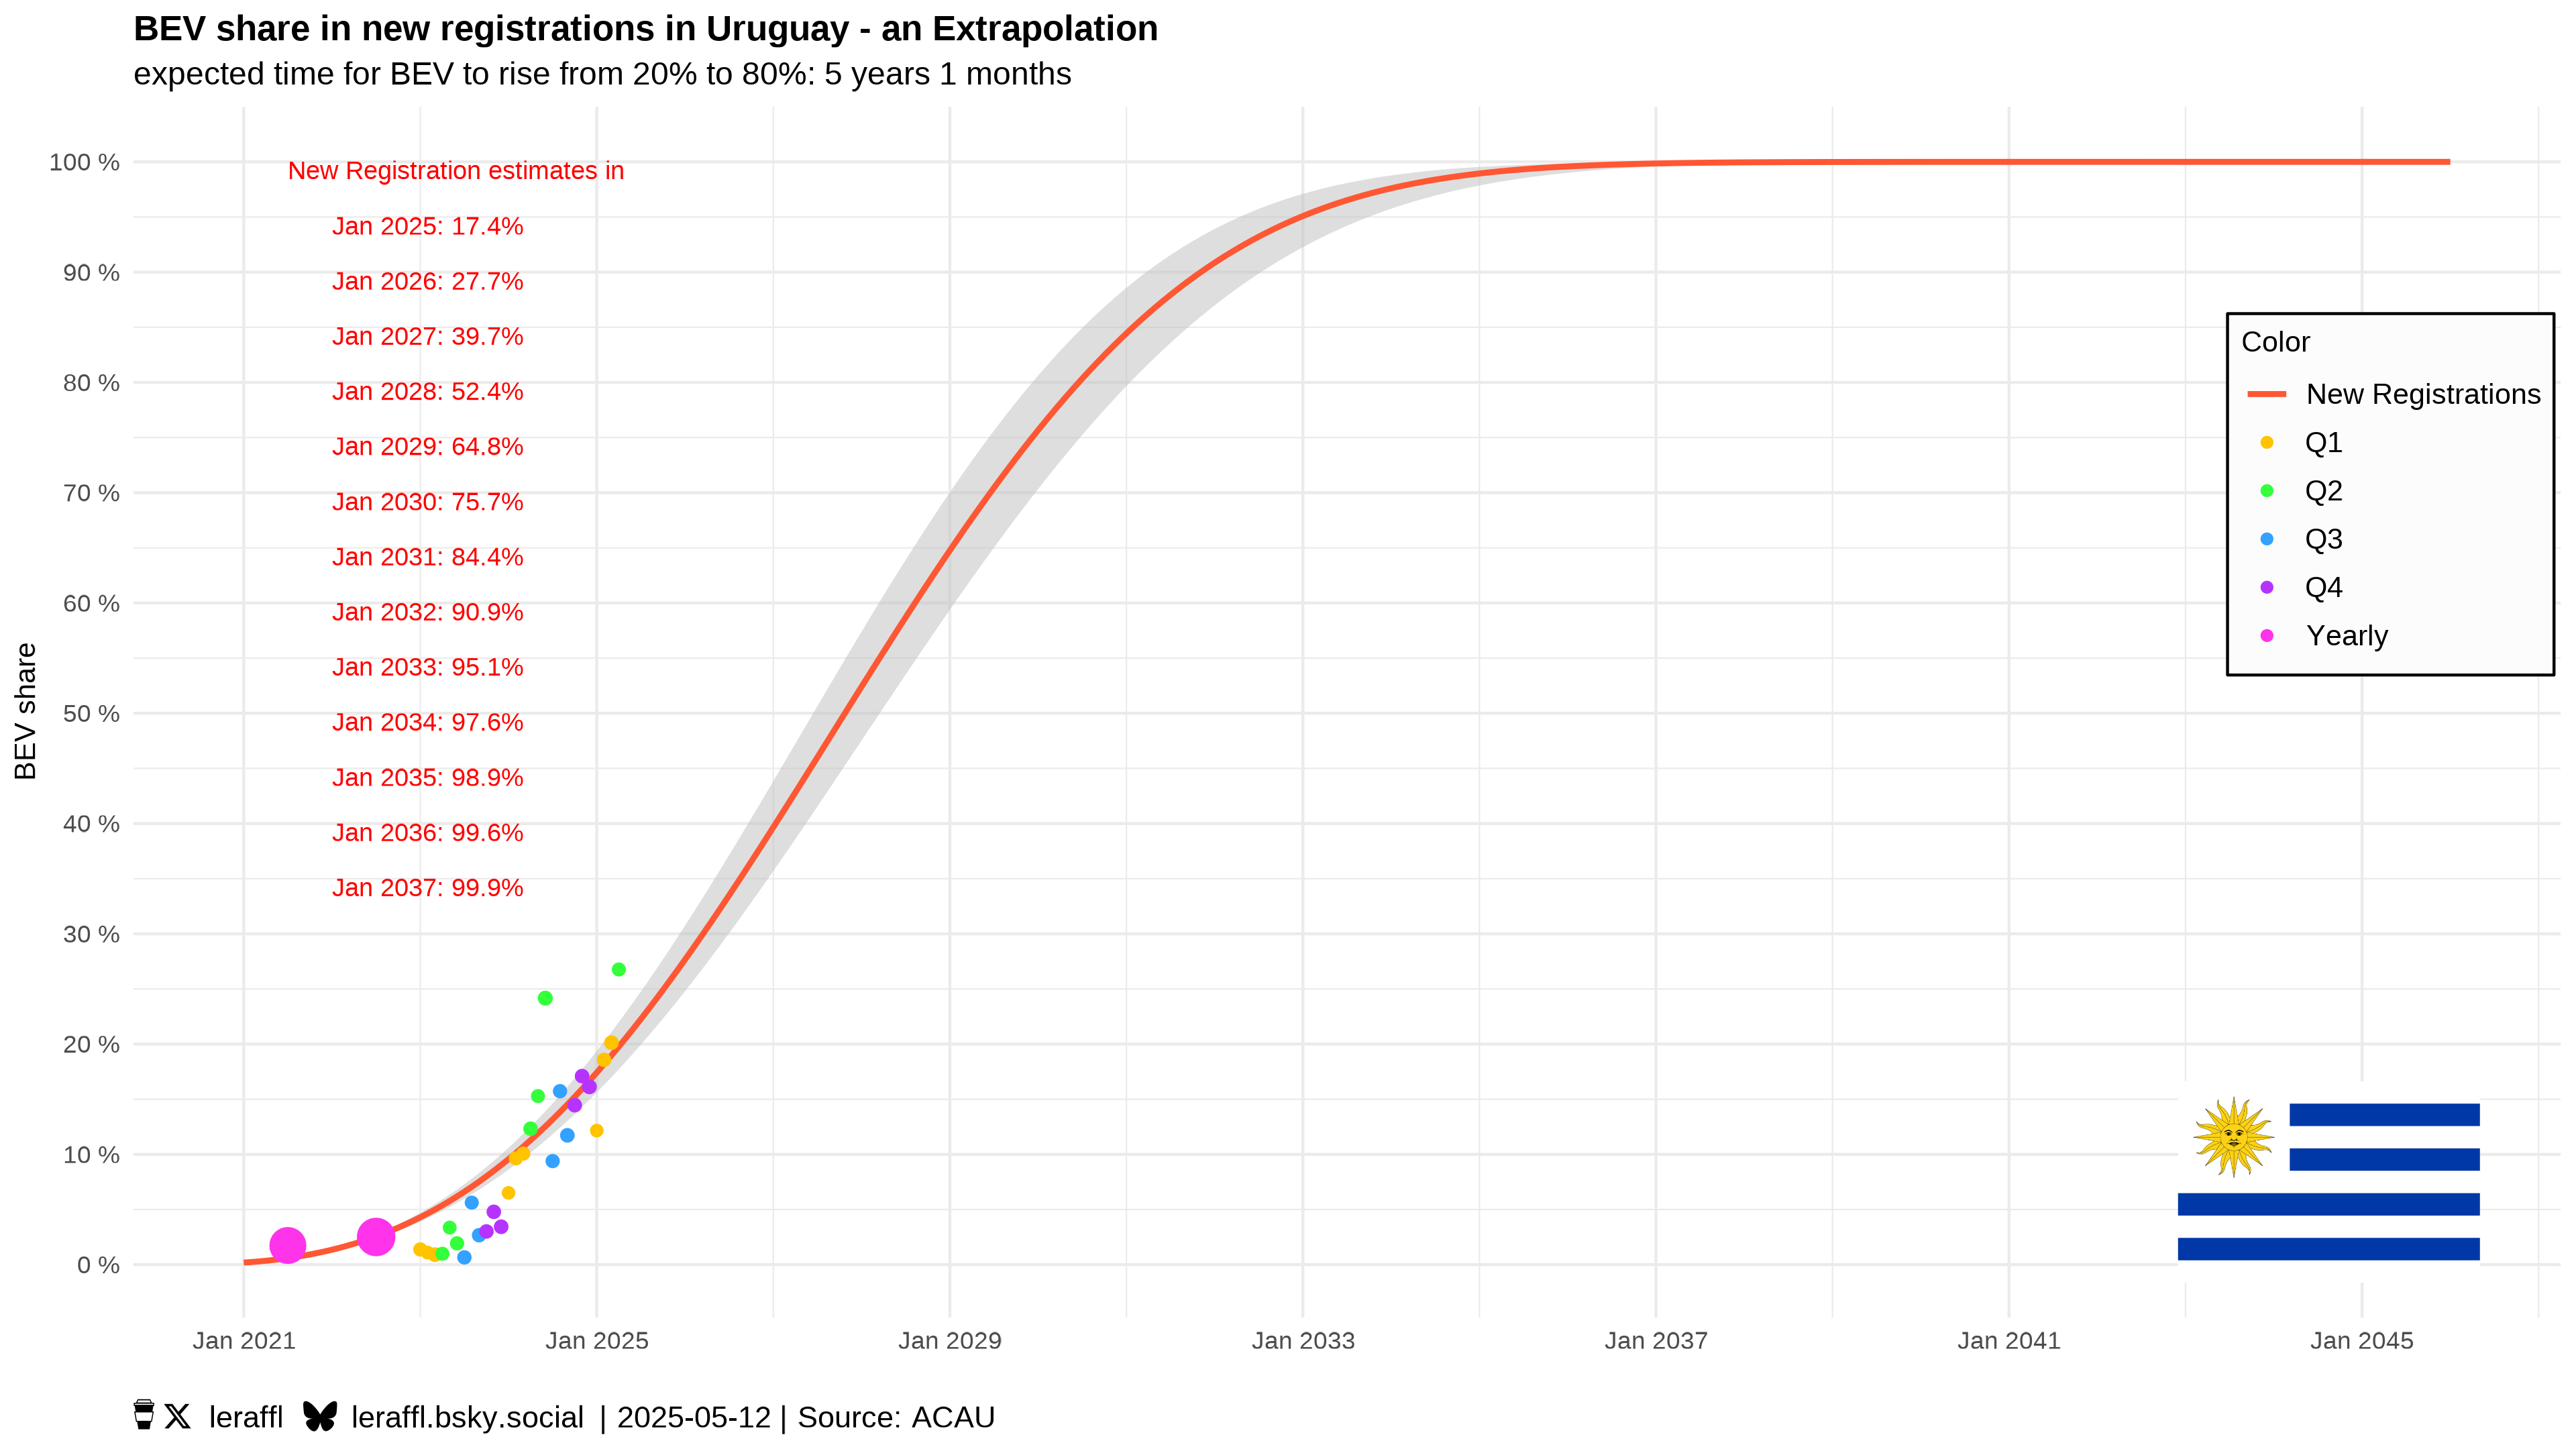 BEV share in new registrations in Uruguay - an Extrapolation
expected time for BEV to rise from 20% to 80%: 5 years 1 months
BEV share
100 %
90 %
80 %
70 %
60 %
50 %
40 %
30 %
20 %
10 %
0 %
New Registration estimates in
Jan 2025: 17.4%
Jan 2026: 27.7%
Jan 2027: 39.7%
Jan 2028: 52.4%
Jan 2029: 64.8%
Jan 2030: 75.7%
Jan 2031: 84.4%
Jan 2032: 90.9%
Jan 2033: 95.1%
Jan 2034: 97.6%
Jan 2035: 98.9%
Jan 2036: 99.6%
Jan 2037: 99.9%
Color
New Registrations
Q1
Q2
Q3
Q4
Yearly
Jan 2021 Jan 2025 Jan 2029 Jan 2033 Jan 2037 Jan 2041 Jan 2045
leraffl leraffl.bsky.social | 2025-05-12 | Source: ACAU